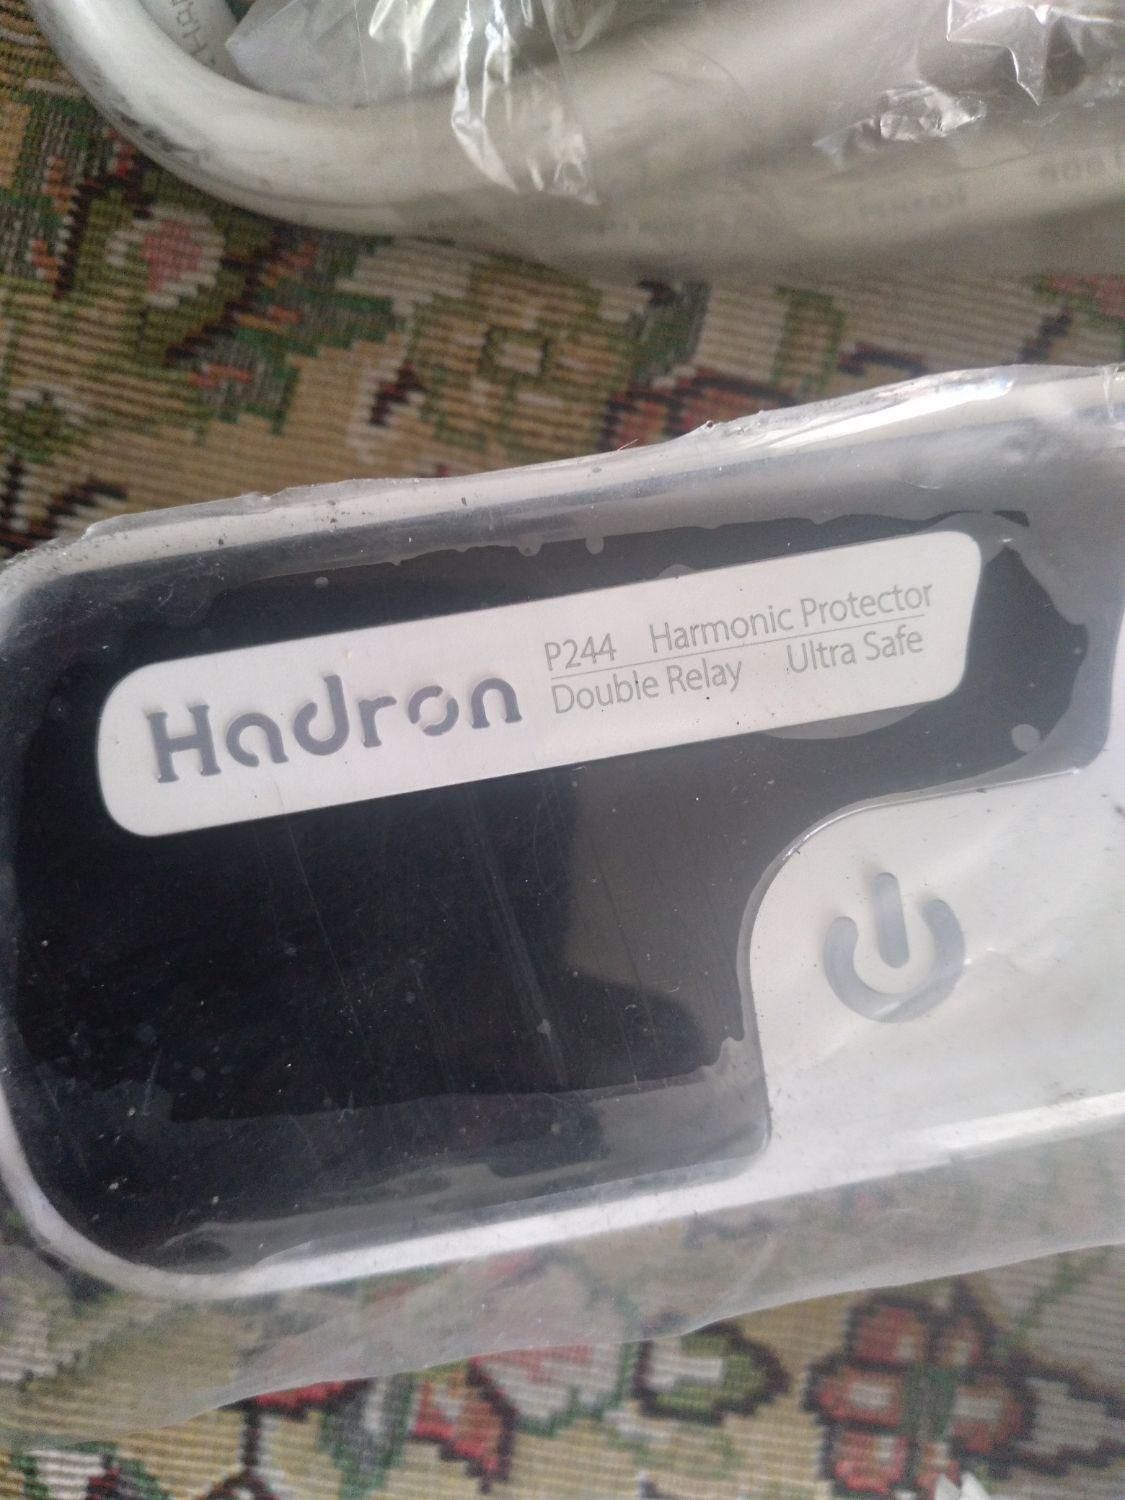 Hadron
P244 Harmonic Protector
Double Relay Ultra Safe